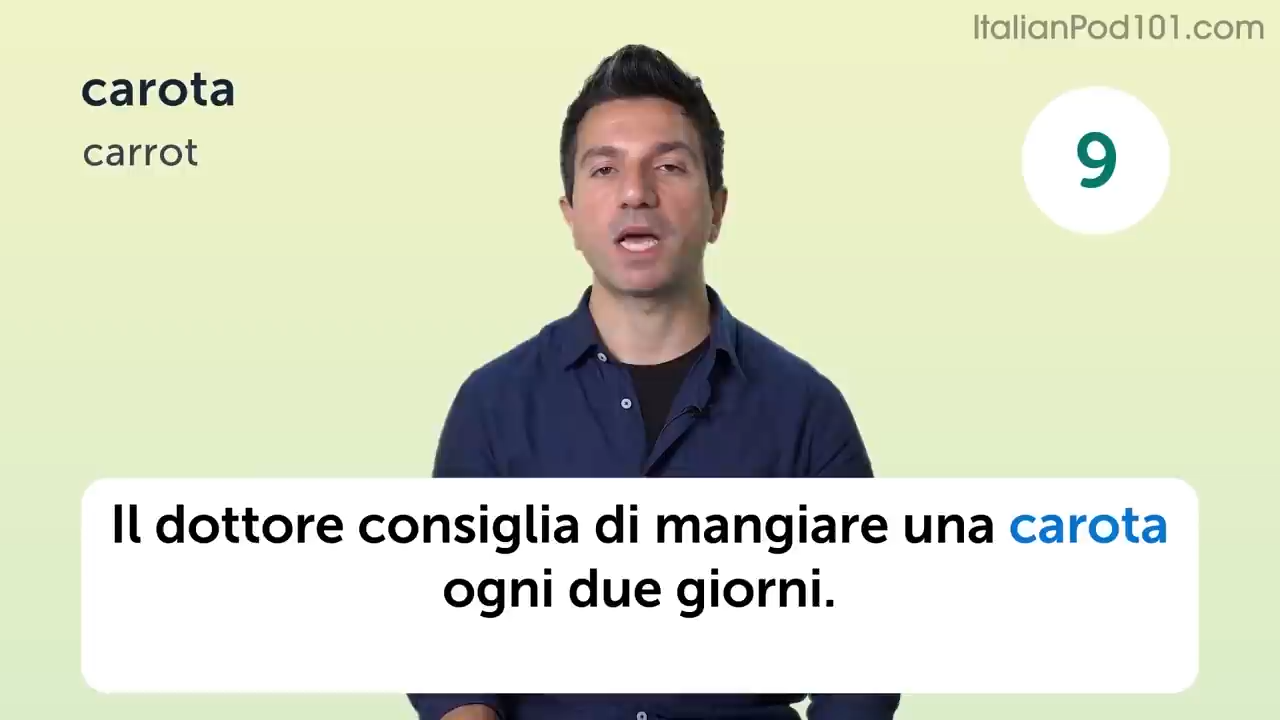 ItalianPod101.com
carota
carrot
9
Il dottore consiglia di mangiare una carota
ogni due giorni.